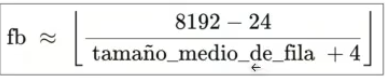 fb ≈ ⌊ (8192 − 24) / (tamaño_medio_de_fila + 4) ⌋